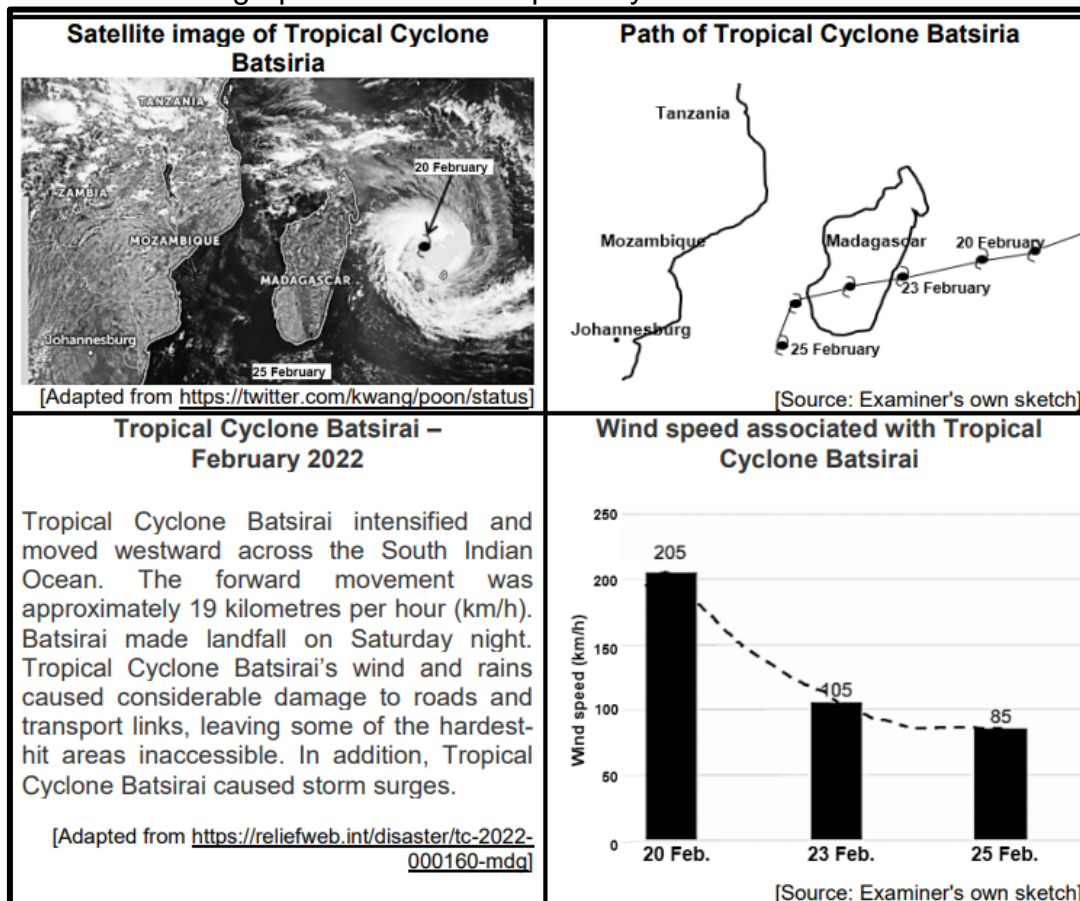 Satellite image of Tropical Cyclone
Batsiria
TANZANIA
20 February
ZAMBIA
MOZAMBIQUE
MADAGASCAR
Johannesburg
25 February
[Adapted from https://twitter.com/kwang/poon/status]
Path of Tropical Cyclone Batsiria
Tanzania
Mozambique
Madagascar
20 February
23 February
Johannesburg
25 February
[Source: Examiner's own sketch]
Tropical Cyclone Batsirai –
February 2022
Tropical Cyclone Batsirai intensified and
moved westward across the South Indian
Ocean. The forward movement was
approximately 19 kilometres per hour (km/h).
Batsirai made landfall on Saturday night.
Tropical Cyclone Batsirai's wind and rains
caused considerable damage to roads and
transport links, leaving some of the hardest-
hit areas inaccessible. In addition, Tropical
Cyclone Batsirai caused storm surges.
[Adapted from https://reliefweb.int/disaster/tc-2022-
000160-mdg]
Wind speed associated with Tropical
Cyclone Batsirai
Wind speed (km/h)
250
200
150
100
50
0
205
105
85
20 Feb.
23 Feb.
25 Feb.
[Source: Examiner's own sketch]